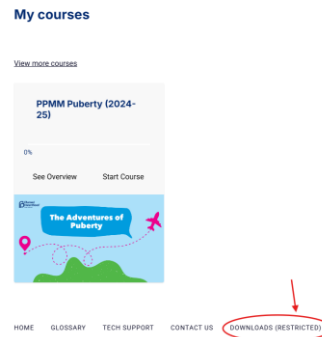 My courses
View more courses
PPMM Puberty (2024-
25)
0%
See Overview Start Course
The Adventures of
Puberty
HOME GLOSSARY TECH SUPPORT CONTACT US DOWNLOADS (RESTRICTED)